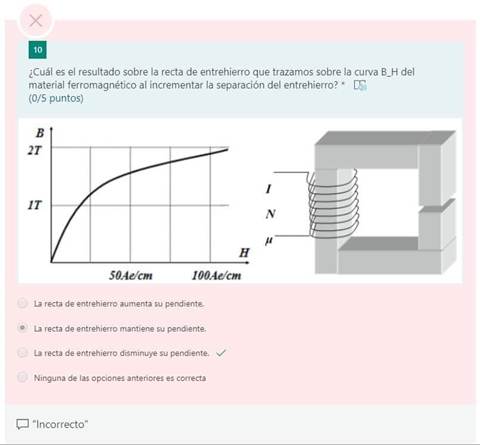 10
¿Cuál es el resultado sobre la recta de entrehierro que trazamos sobre la curva B_H del
material ferromagnético al incrementar la separación del entrehierro? *
(0/5 puntos)
B
2T
1T
H
50Ae/cm 100Ae/cm
I
N
μ
La recta de entrehierro aumenta su pendiente.
La recta de entrehierro mantiene su pendiente.
La recta de entrehierro disminuye su pendiente.
Ninguna de las opciones anteriores es correcta
"Incorrecto"